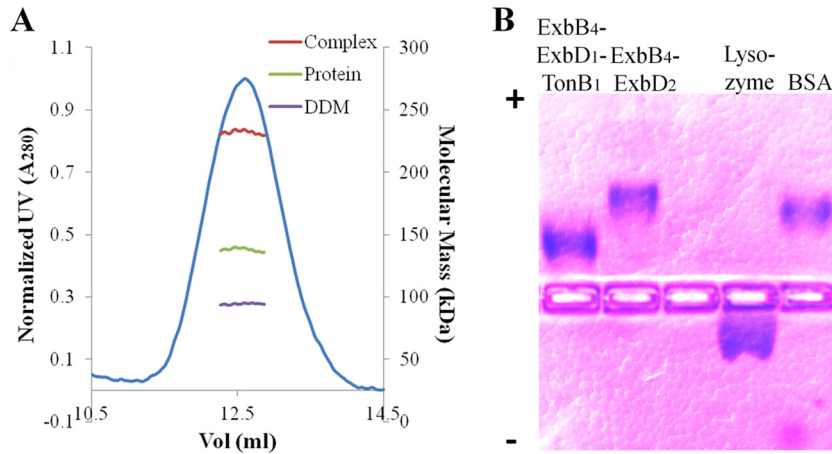 A
Normalized UV (A280)
1.1
0.9
0.7
0.5
0.3
0.1
-0.1
10.5
12.5
14.5
Vol (ml)
Complex
Protein
DDM
300
250
200
150
100
50
0
Molecular Mass (kDa)
B
ExbB4-
ExbD1-
TonB1
ExbB4-
ExbD2
Lyso-
zyme
BSA
+
-